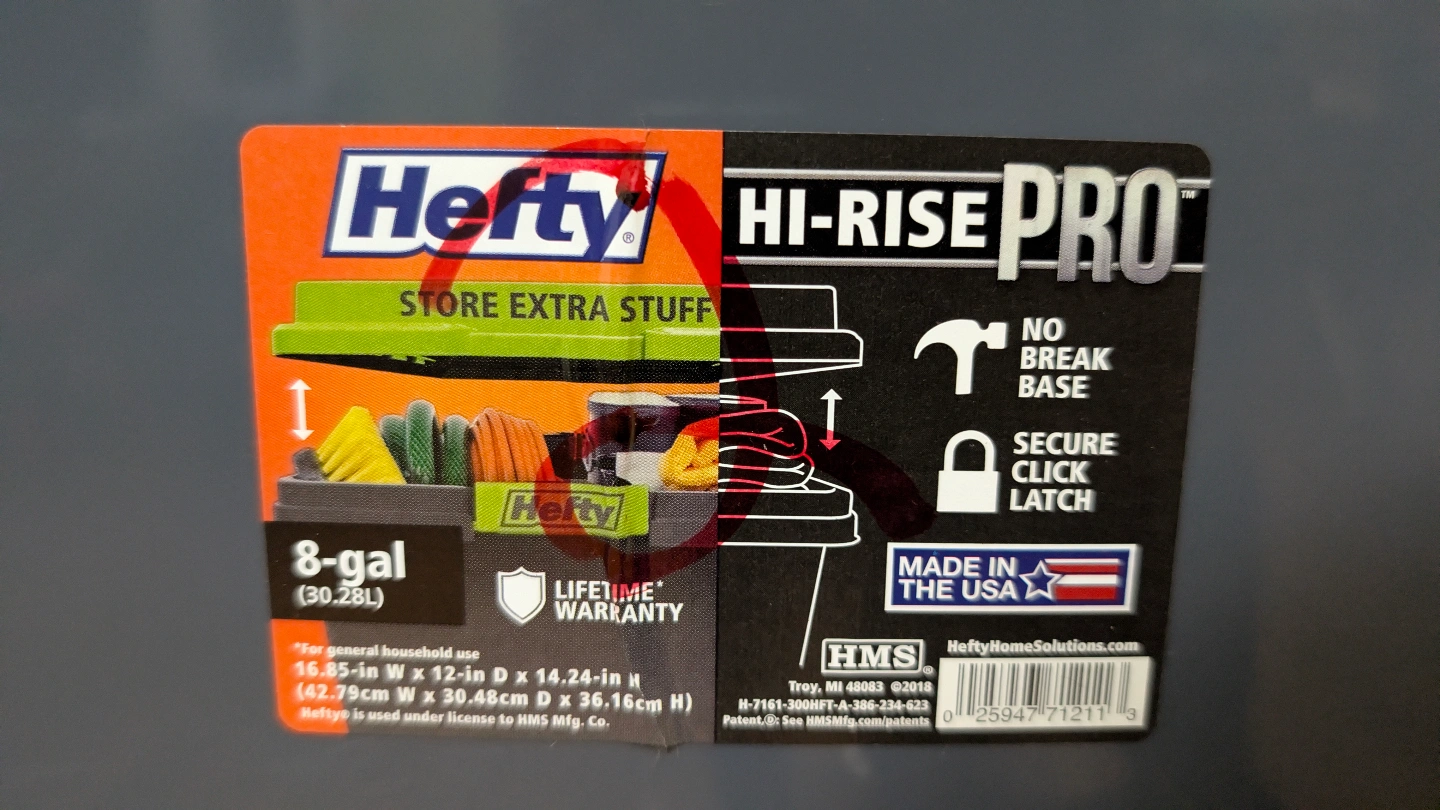 Hefty®
STORE EXTRA STUFF
Hefty
8-gal
(30.28L)
LIFETIME*
WARRANTY
*For general household use
16.85-in W x 12-in D x 14.24-in H
(42.79cm W x 30.48cm D x 36.16cm H)
Hefty® is used under license to HMS Mfg. Co.
HI-RISE PRO™
NO
BREAK
BASE
SECURE
CLICK
LATCH
MADE IN
THE USA
HMS®
Troy, MI 48083 ©2018
H-7161-300HFT-A-386-234-623
Patent,Ⓓ: See HMSMfg.com/patents
HeftyHomeSolutions.com
0 25947 71211 3